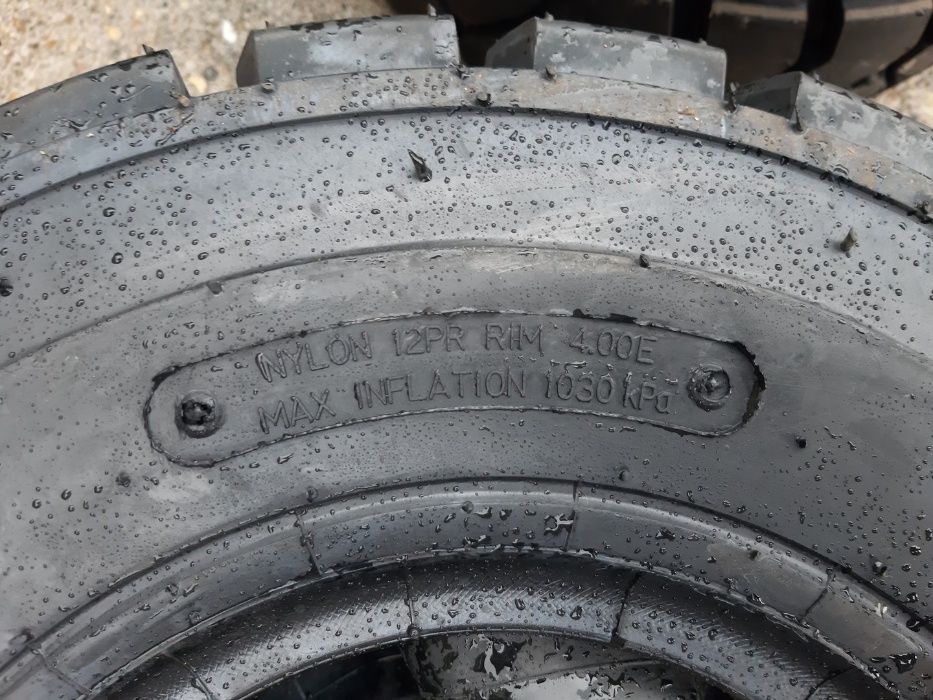 NYLON 12PR RIM 4.00E
MAX INFLATION 1030 kPa